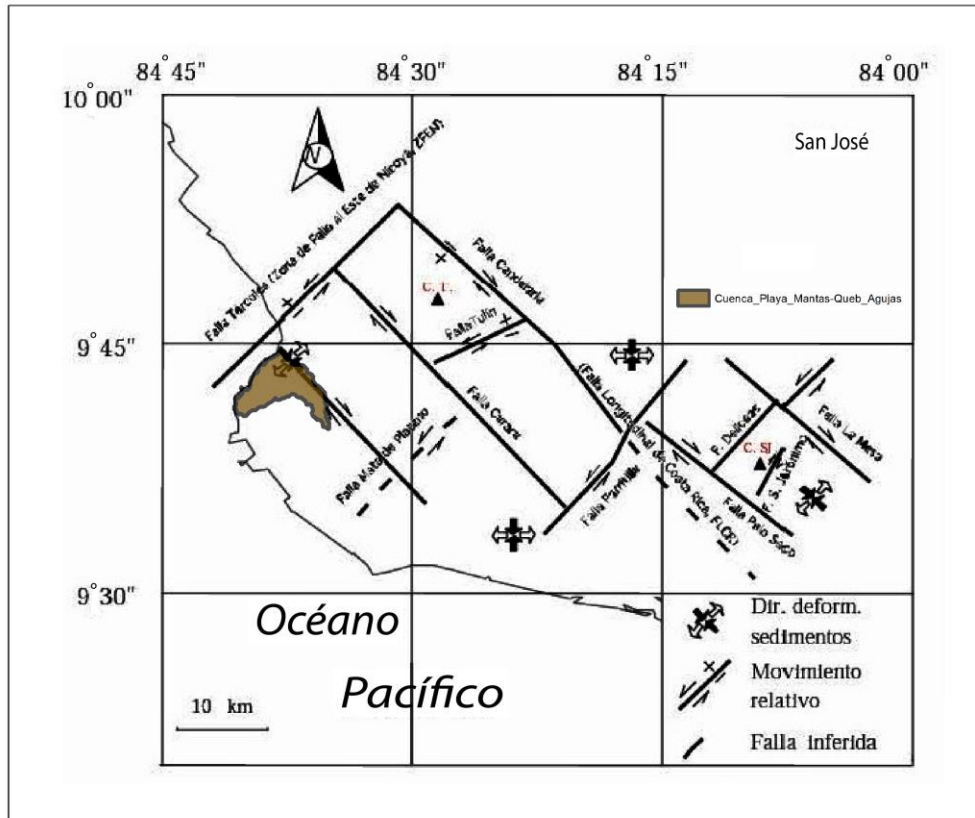 84°45" 84°30" 84°15" 84°00"
10°00"
San José
N
Falla Tárcoles (Zona de Falla Al Este de Nicoya, ZFEN)
Falla Candelaria
C. T.
Falla Tulín
Cuenca_Playa_Mantas-Queb_Agujas
9°45"
(Falla Longitudinal de Costa Rica, FLCR)
Falla Mata de Plátano
F. Delicias
Falla La Mesa
C. SJ
F. S. Jerónimo
Falla Parrita
Falla Palo Seco
9°30"
Océano
Pacífico
10 km
Dir. deform.
sedimentos
Movimiento
relativo
Falla inferida